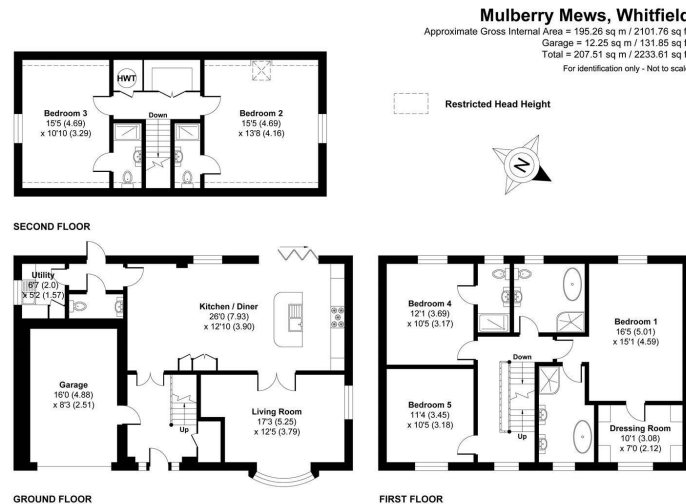 Mulberry Mews, Whitfield
Approximate Gross Internal Area = 195.26 sq m / 2101.76 sq f
Garage = 12.25 sq m / 131.85 sq f
Total = 207.51 sq m / 2233.61 sq f
For identification only - Not to scale
Restricted Head Height
N
HWT
Bedroom 3
15'5 (4.69)
x 10'10 (3.29)
Down
Bedroom 2
15'5 (4.69)
x 13'8 (4.16)
SECOND FLOOR
Utility
6'7 (2.0)
x 5'2 (1.57)
Kitchen / Diner
26'0 (7.93)
x 12'10 (3.90)
Garage
16'0 (4.88)
x 8'3 (2.51)
Up
Living Room
17'3 (5.25)
x 12'5 (3.79)
GROUND FLOOR
Bedroom 4
12'1 (3.69)
x 10'5 (3.17)
Bedroom 1
16'5 (5.01)
x 15'1 (4.59)
Down
Bedroom 5
11'4 (3.45)
x 10'5 (3.18)
Up
Dressing Room
10'1 (3.08)
x 7'0 (2.12)
FIRST FLOOR